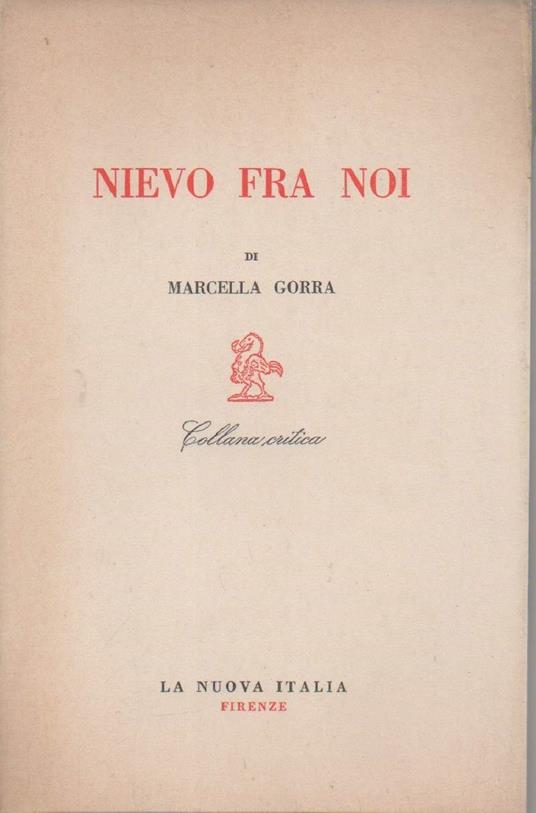 NIEVO FRA NOI
DI
MARCELLA GORRA
Collana critica
LA NUOVA ITALIA
FIRENZE